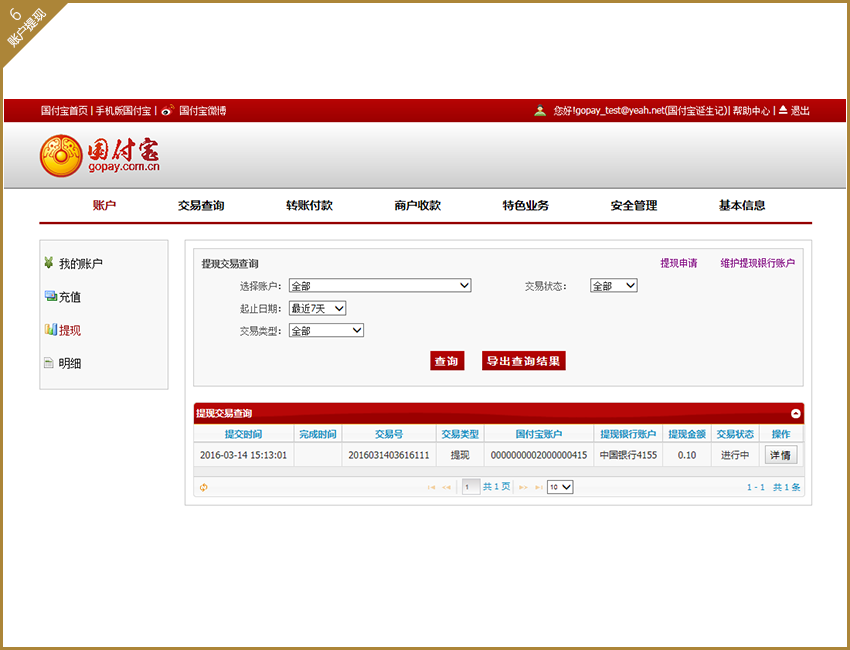 6
账户提现
国付宝首页 | 手机版国付宝 | 国付宝微博
您好!gopay_test@yeah.net(国付宝诞生记)| 帮助中心 | 退出
国付宝
gopay.com.cn
账户 交易查询 转账付款 商户收款 特色业务 安全管理 基本信息
我的账户
充值
提现
明细
提现交易查询 提现申请 维护提现银行账户
选择账户: 全部 交易状态: 全部
起止日期: 最近7天
交易类型: 全部
查询 导出查询结果
提现交易查询
提交时间 完成时间 交易号 交易类型 国付宝账户 提现银行账户 提现金额 交易状态 操作
2016-03-14 15:13:01 2016031403616111 提现 0000000002000000415 中国银行4155 0.10 进行中 详情
1 共 1 页 10 1 - 1 共 1 条